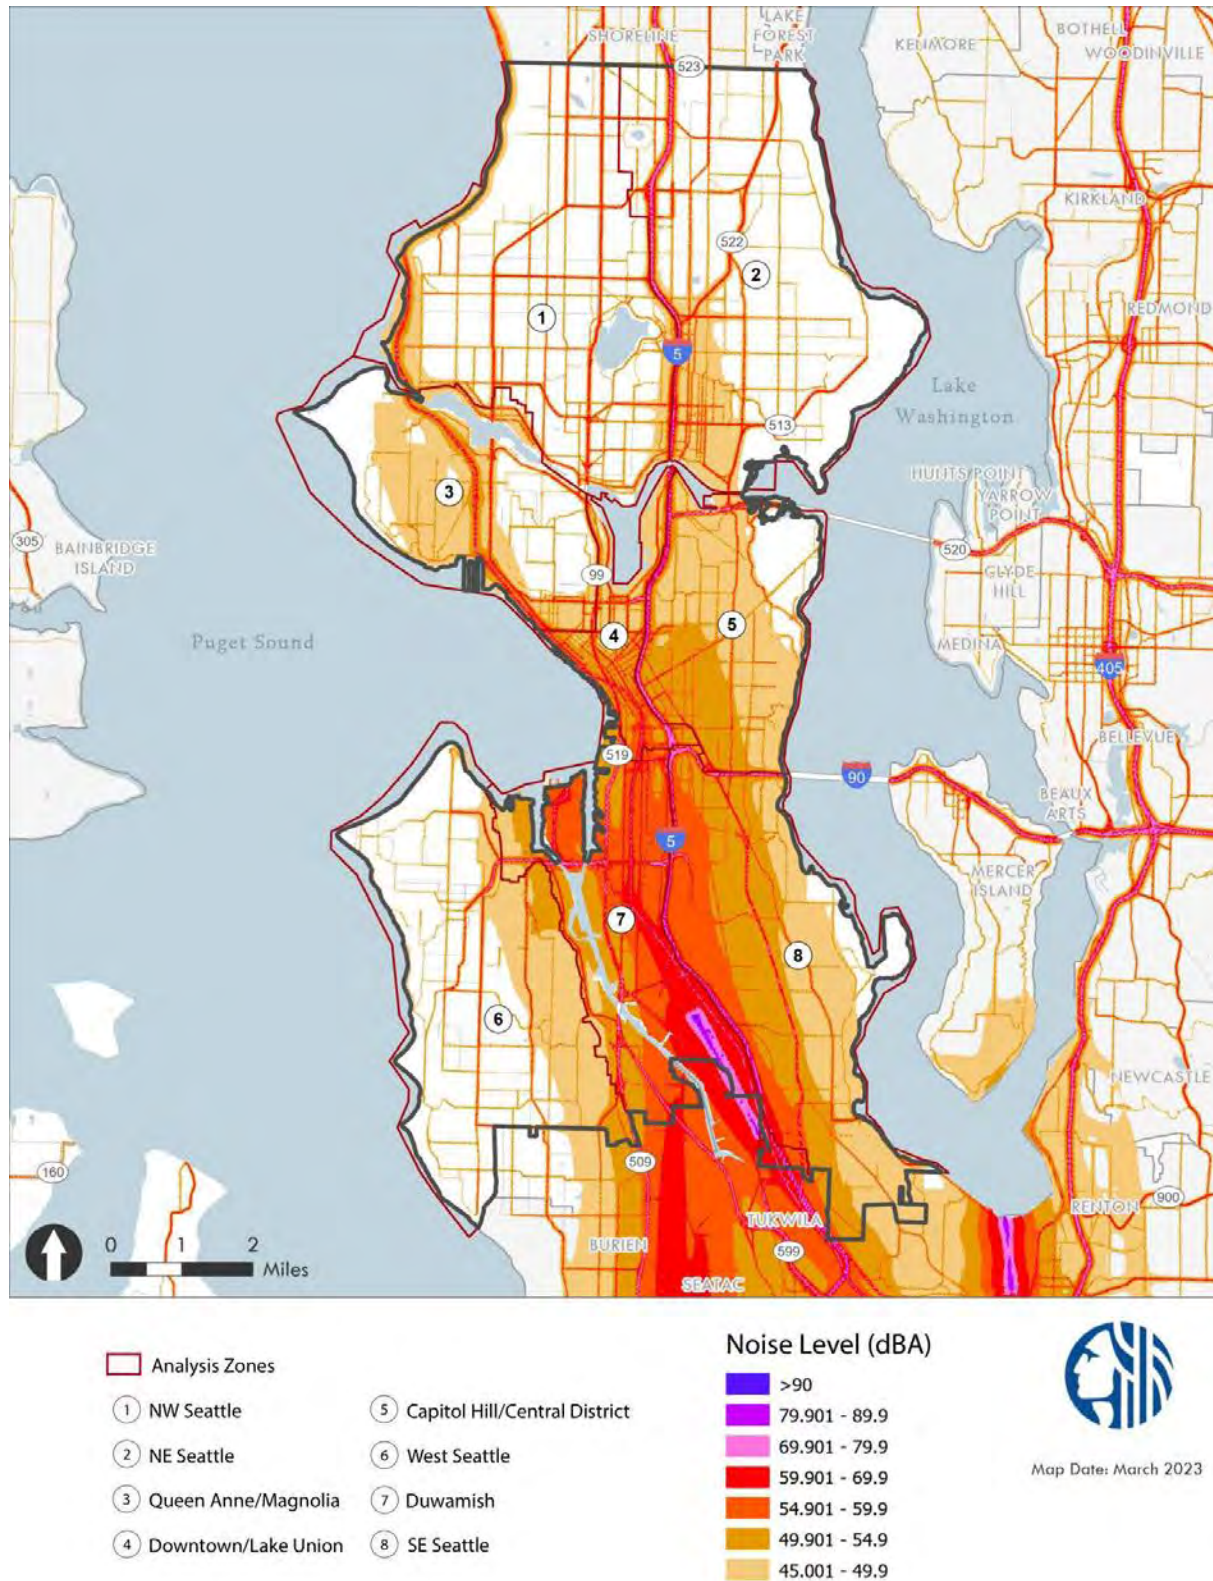 SHORELINE
LAKE
FOREST
PARK
KENMORE
BOTHELL
WOODINVILLE
523
KIRKLAND
522
2
1
REDMOND
5
Lake
Washington
513
HUNTS POINT
YARROW
POINT
3
305
BAINBRIDGE
ISLAND
520
CLYDE
HILL
99
5
4
Puget Sound
MEDINA
405
BELLEVUE
519
90
BEAUX
ARTS
5
MERCER
ISLAND
7
8
6
NEWCASTLE
160
509
900
RENTON
TUKWILA
BURIEN
599
SEATAC
0 1 2
Miles
Analysis Zones
1 NW Seattle
2 NE Seattle
3 Queen Anne/Magnolia
4 Downtown/Lake Union
5 Capitol Hill/Central District
6 West Seattle
7 Duwamish
8 SE Seattle
Noise Level (dBA)
>90
79.901 - 89.9
69.901 - 79.9
59.901 - 69.9
54.901 - 59.9
49.901 - 54.9
45.001 - 49.9
Map Date: March 2023